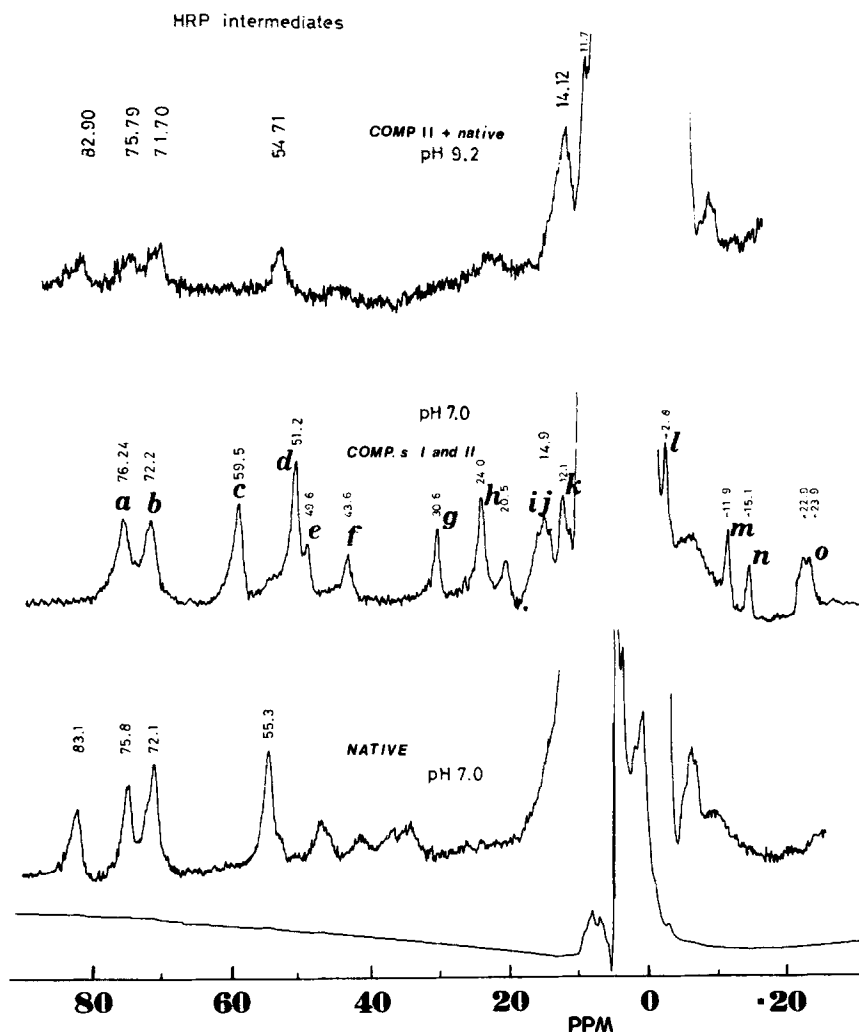 HRP intermediates
82.90
75.79
71.70
54 71
14.12
11.7
COMP II + native
pH 9.2
pH 7.0
COMP.s I and II
76.24
72.2
59.5
51.2
49.6
43.6
30.6
24.0
20.5
14.9
12.1
-2.8
-11.9
-15.1
-22.9
-23.9
a
b
c
d
e
f
g
h
i j
k
l
m
n
o
83.1
75.8
72.1
55.3
NATIVE
pH 7.0
80 60 40 20 0 -20
PPM